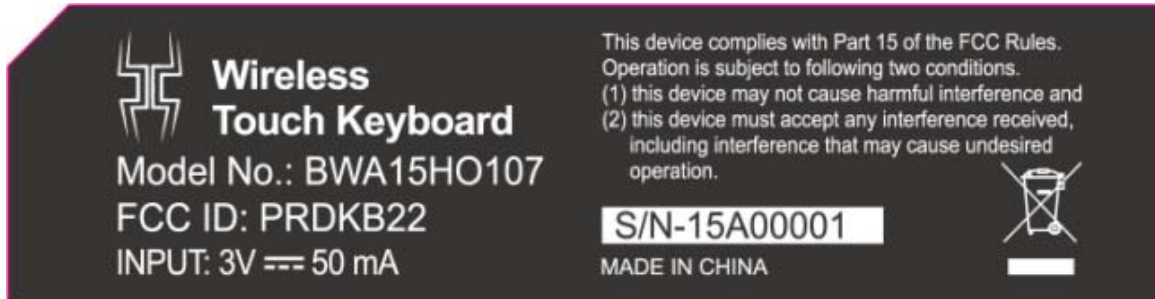 Wireless
Touch Keyboard
Model No.: BWA15HO107
FCC ID: PRDKB22
INPUT: 3V ⎓ 50 mA
This device complies with Part 15 of the FCC Rules.
Operation is subject to following two conditions.
(1) this device may not cause harmful interference and
(2) this device must accept any interference received,
including interference that may cause undesired
operation.
S/N-15A00001
MADE IN CHINA